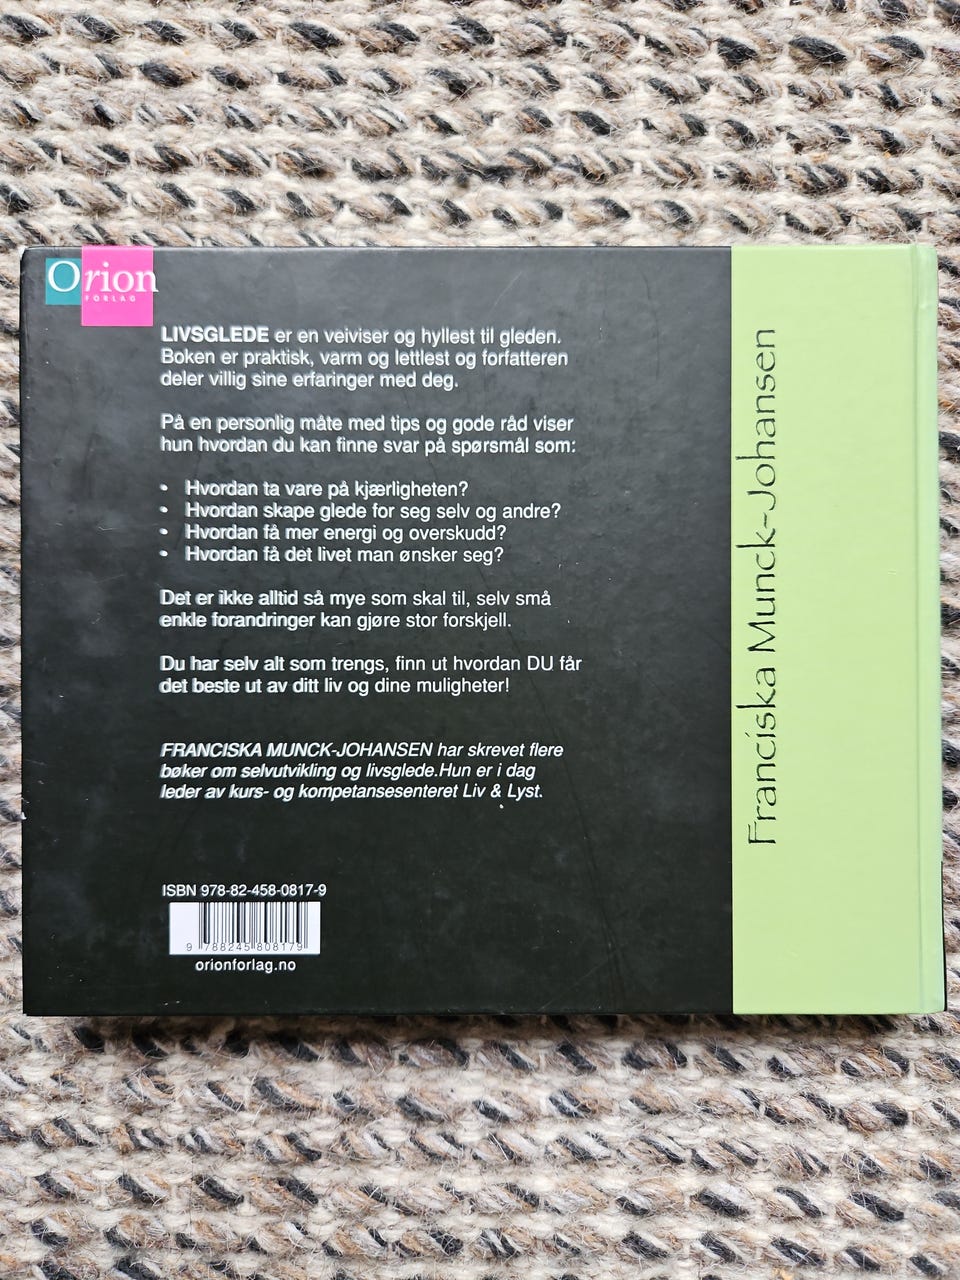 Orion
FORLAG
LIVSGLEDE er en veiviser og hyllest til gleden.
Boken er praktisk, varm og lettlest og forfatteren
deler villig sine erfaringer med deg.
På en personlig måte med tips og gode råd viser
hun hvordan du kan finne svar på spørsmål som:
• Hvordan ta vare på kjærligheten?
• Hvordan skape glede for seg selv og andre?
• Hvordan få mer energi og overskudd?
• Hvordan få det livet man ønsker seg?
Det er ikke alltid så mye som skal til, selv små
enkle forandringer kan gjøre stor forskjell.
Du har selv alt som trengs, finn ut hvordan DU får
det beste ut av ditt liv og dine muligheter!
FRANCISKA MUNCK-JOHANSEN har skrevet flere
bøker om selvutvikling og livsglede.Hun er i dag
leder av kurs- og kompetansesenteret Liv & Lyst.
ISBN 978-82-458-0817-9
9 788245 808179
orionforlag.no
Franciska Munck-Johansen